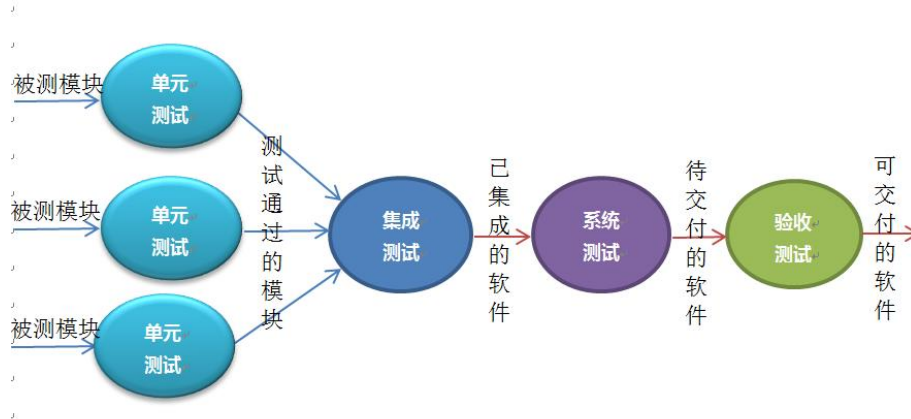 被测模块
单元
测试
被测模块
单元
测试
被测模块
单元
测试
测试通过的模块
集成
测试
已集成的软件
系统
测试
待交付的软件
验收
测试
可交付的软件